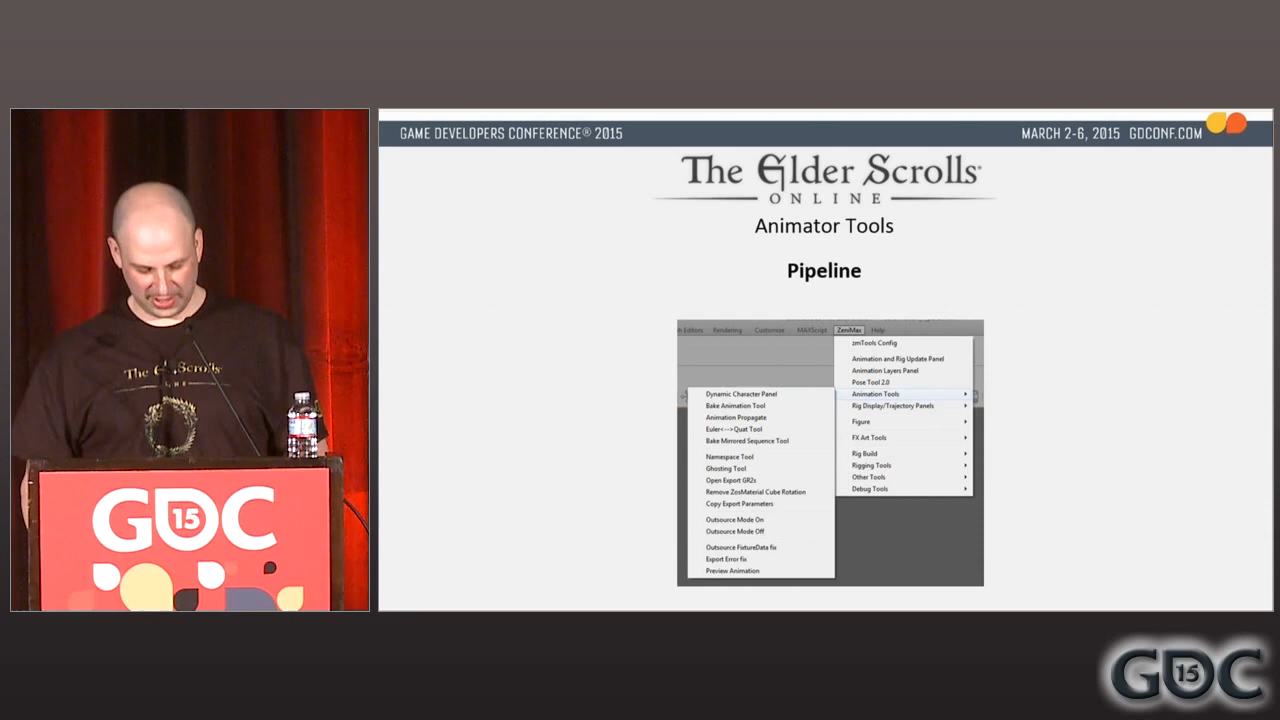 GAME DEVELOPERS CONFERENCE® 2015
MARCH 2-6, 2015 GDCONF.COM
The Elder Scrolls
ONLINE
Animator Tools
Pipeline
Editors Rendering Customize MAXScript ZeniMax Help
zmTools Config
Animation and Rig Update Panel
Animation Layers Panel
Pose Tool 2.0
Animation Tools
Rig Display/Trajectory Panels
Figure
FX Art Tools
Rig Build
Rigging Tools
Other Tools
Debug Tools
Dynamic Character Panel
Bake Animation Tool
Animation Propagate
Euler<-->Quat Tool
Bake Mirrored Sequence Tool
Namespace Tool
Ghosting Tool
Open Export GR2s
Remove ZosMaterial Cube Rotation
Copy Export Parameters
Outsource Mode On
Outsource Mode Off
Outsource FixtureData fix
Export Error fix
Preview Animation
The Elder Scrolls
ONLINE
GDC
15
GDC
15